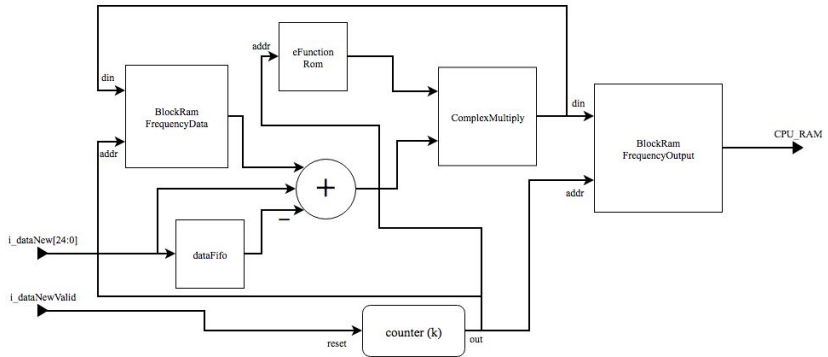 addr
eFunction
Rom
din
BlockRam
FrequencyData
ComplexMultiply
din
BlockRam
FrequencyOutput
CPU_RAM
addr
addr
+
−
i_dataNew[24:0]
dataFifo
i_dataNewValid
counter (k)
reset
out